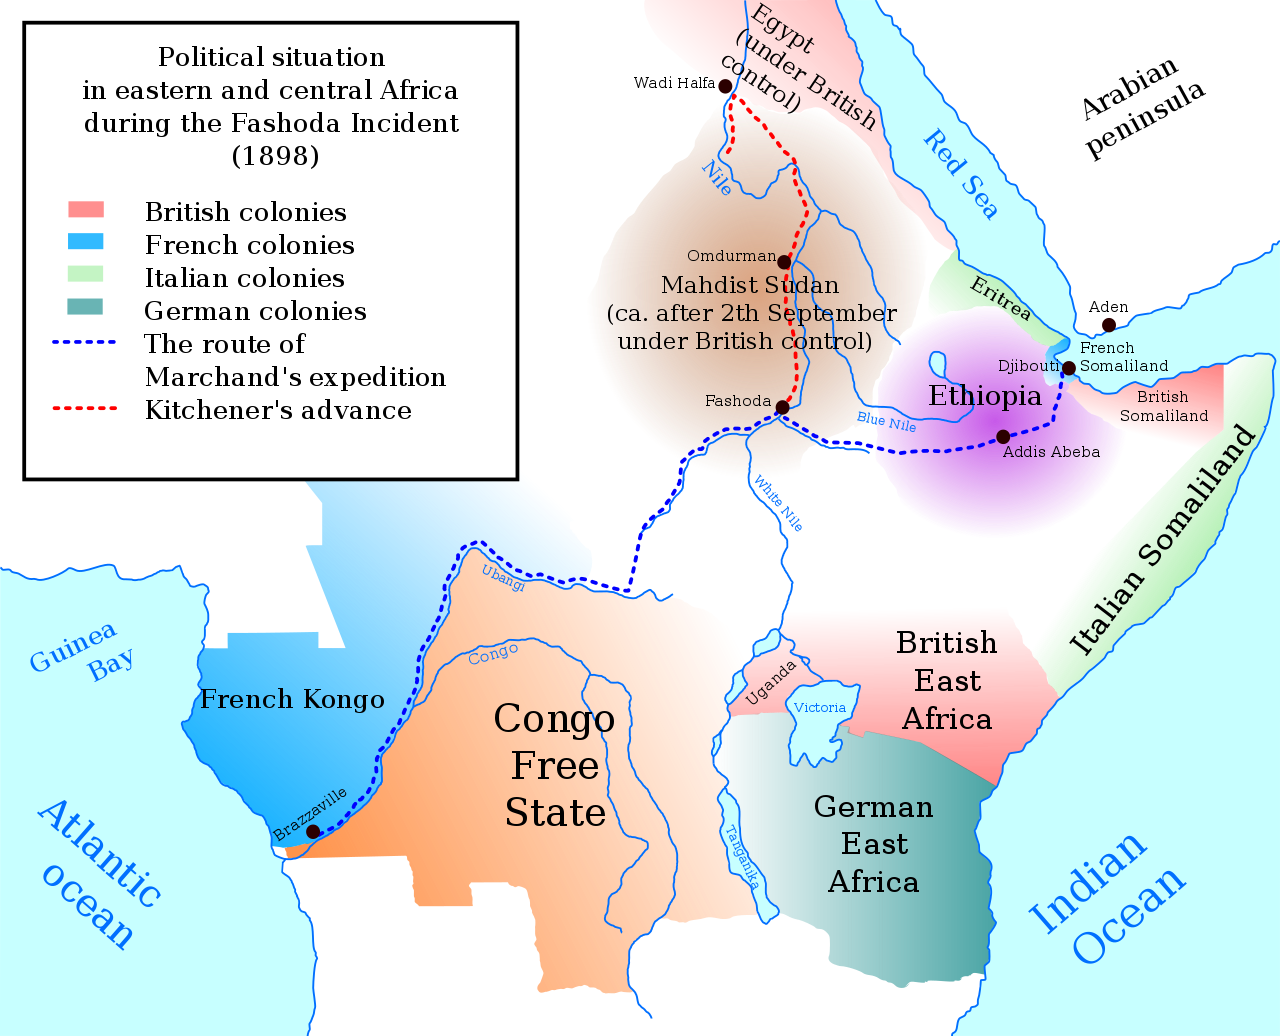 Political situation
in eastern and central Africa
during the Fashoda Incident
(1898)
British colonies
French colonies
Italian colonies
German colonies
The route of
Marchand's expedition
Kitchener's advance
Egypt
(under British
control)
Wadi Halfa
Arabian
peninsula
Red Sea
Nile
Omdurman
Mahdist Sudan
(ca. after 2th September
under British control)
Eritrea
Aden
French
Somaliland
Djibouti
British
Somaliland
Fashoda
Ethiopia
Blue Nile
Addis Abeba
Italian Somaliland
White Nile
Ubangi
Guinea
Bay
Congo
French Kongo
Congo
Free
State
Uganda
Victoria
British
East
Africa
Brazzaville
German
East
Africa
Tanganika
Atlantic
ocean
Indian
Ocean